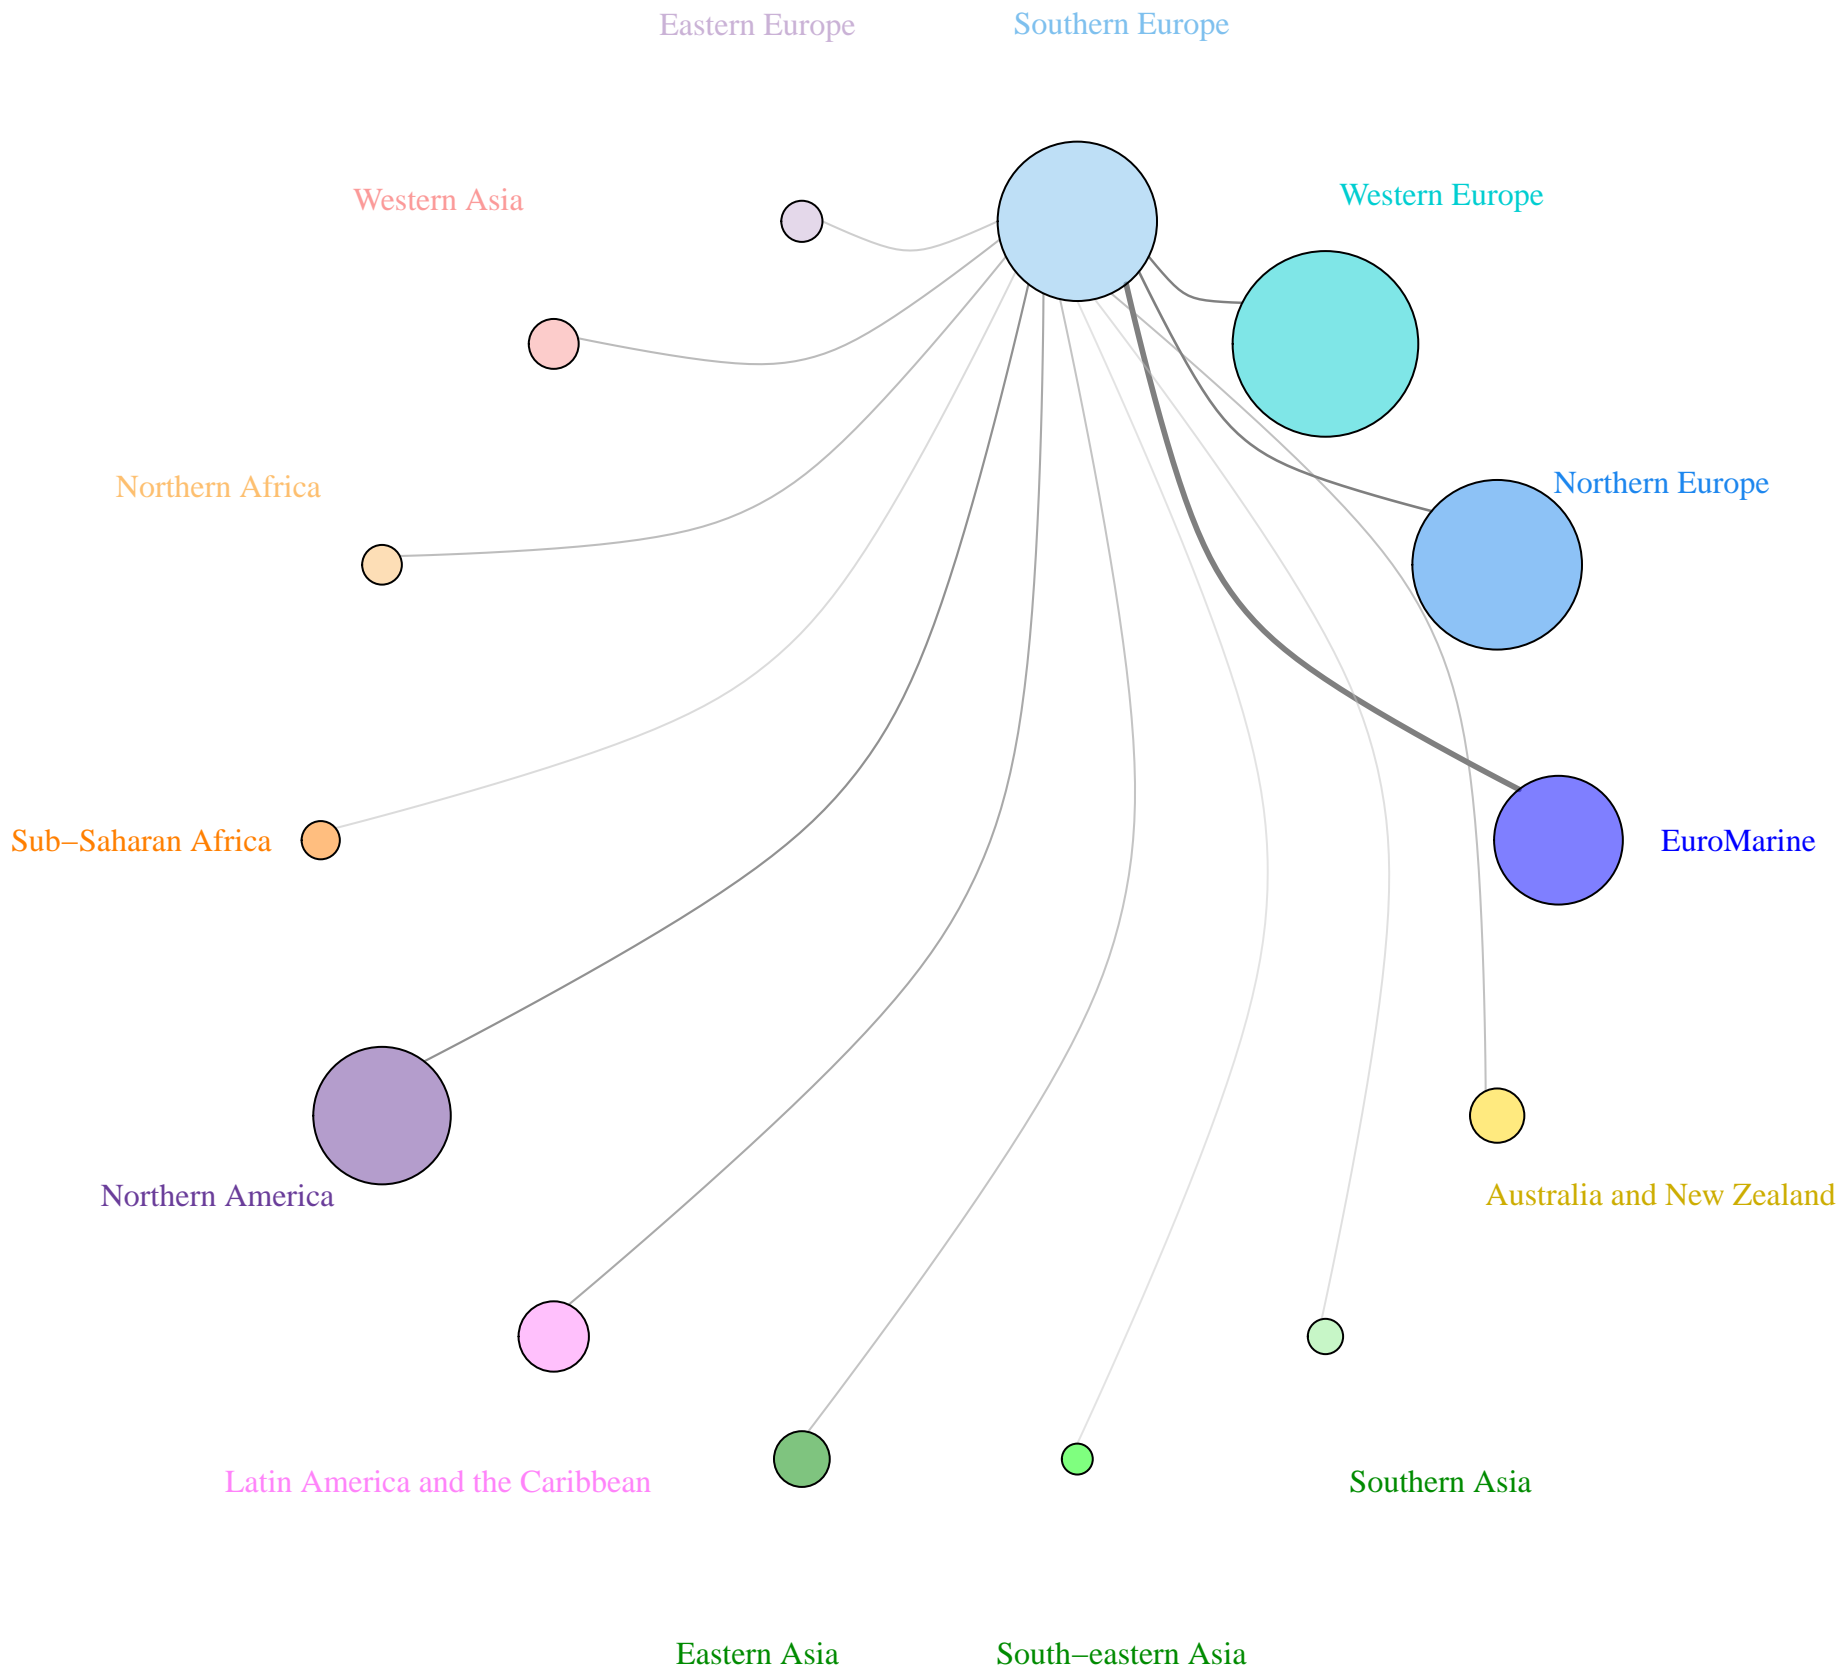 Eastern Europe
Southern Europe
Western Asia
Western Europe
Northern Africa
Northern Europe
Sub−Saharan Africa
EuroMarine
Northern America
Australia and New Zealand
Latin America and the Caribbean
Southern Asia
Eastern Asia
South−eastern Asia